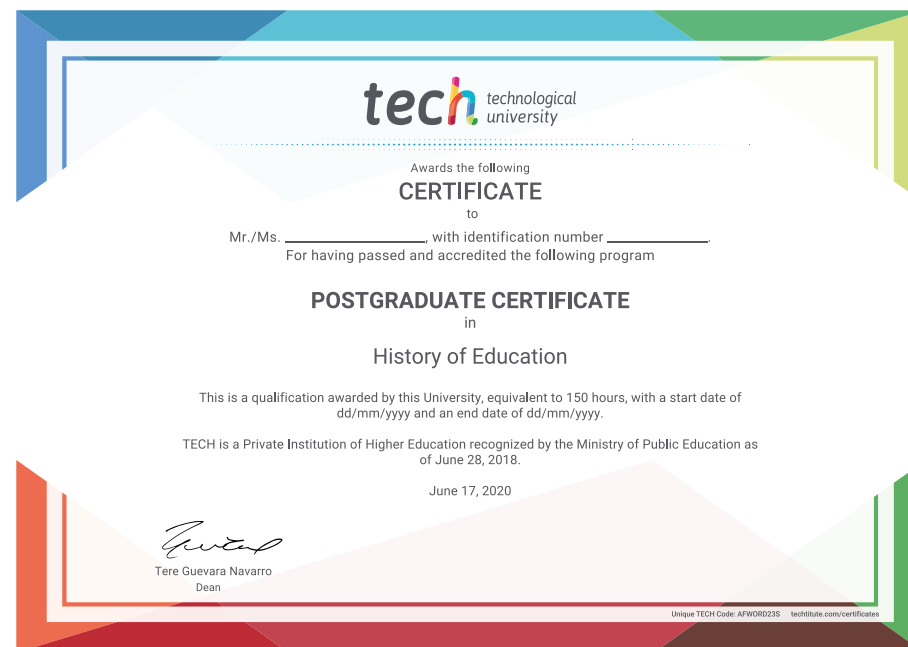 tech technological
university
Awards the following
CERTIFICATE
to
Mr./Ms. ____________________, with identification number __________________.
For having passed and accredited the following program
POSTGRADUATE CERTIFICATE
in
History of Education
This is a qualification awarded by this University, equivalent to 150 hours, with a start date of
dd/mm/yyyy and an end date of dd/mm/yyyy.
TECH is a Private Institution of Higher Education recognized by the Ministry of Public Education as
of June 28, 2018.
June 17, 2020
Tere Guevara Navarro
Dean
Unique TECH Code: AFWORD23S techtitute.com/certificates